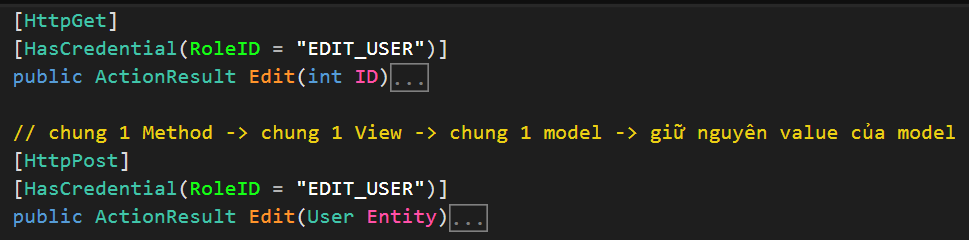 [HttpGet]
[HasCredential(RoleID = "EDIT_USER")]
public ActionResult Edit(int ID)...
// chung 1 Method -> chung 1 View -> chung 1 model -> giữ nguyên value của model
[HttpPost]
[HasCredential(RoleID = "EDIT_USER")]
public ActionResult Edit(User Entity)...